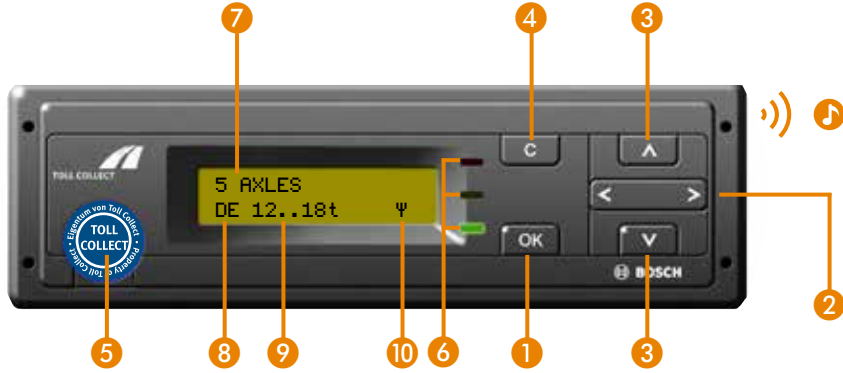 7
4
3
C
∧
TOLL COLLECT
5 AXLES
DE 12..18t Ψ
< >
Eigentum von Toll Collect • Property of Toll Collect •
TOLL
COLLECT
OK
∨
BOSCH
5
8
9
10
6
1
3
2